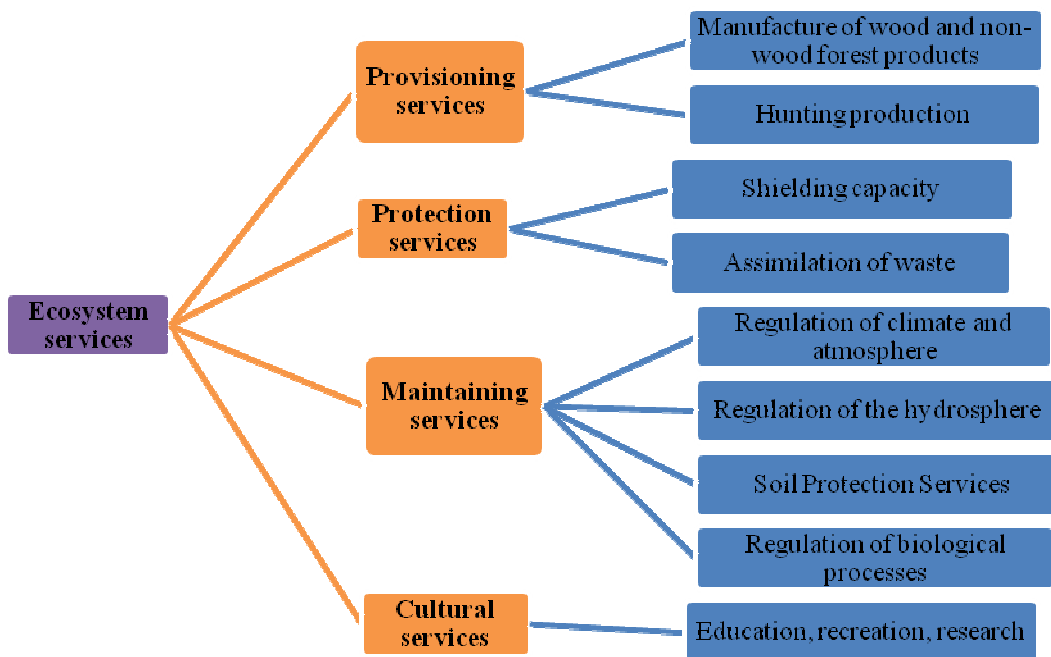 Manufacture of wood and non-
wood forest products
Provisioning
services
Hunting production
Shielding capacity
Protection
services
Assimilation of waste
Ecosystem
services
Regulation of climate and
atmosphere
Maintaining
services
Regulation of the hydrosphere
Soil Protection Services
Regulation of biological
processes
Cultural
services
Education, recreation, research